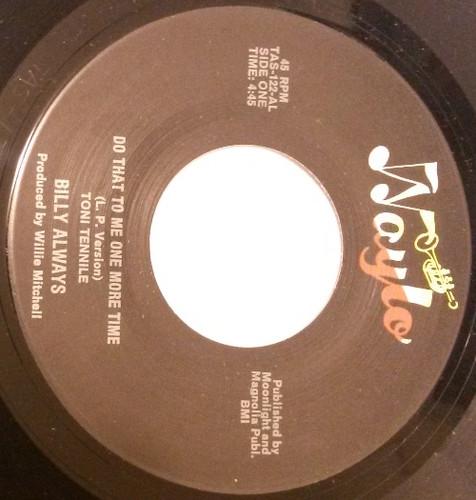 Waylo
45 RPM
TAS-122-AL
SIDE ONE
TIME: 4:45
Published by
Moonlight and
Magnolia Publ.
BMI
DO THAT TO ME ONE MORE TIME
(L. P. Version)
TONI TENNILE
BILLY ALWAYS
Produced by Willie Mitchell